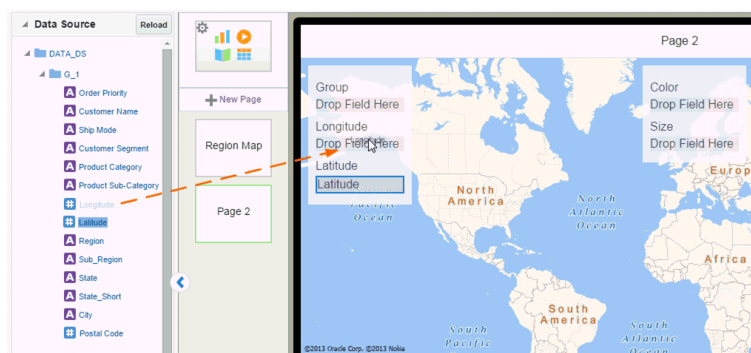 Data Source
Reload
DATA_DS
G_1
Order Priority
Customer Name
Ship Mode
Customer Segment
Product Category
Product Sub-Category
Longitude
Latitude
Region
Sub_Region
State
State_Short
City
Postal Code
New Page
Region Map
Page 2
Page 2
Group
Drop Field Here
Longitude
Drop Field Here
Latitude
Latitude
Color
Drop Field Here
Size
Drop Field Here
North
America
North
Atlantic
Ocean
Pacific
Ocean
Europ
Africa
South
America
South
Pacific
South
Atlantic
Ocean
©2013 Oracle Corp. ©2013 Nokia